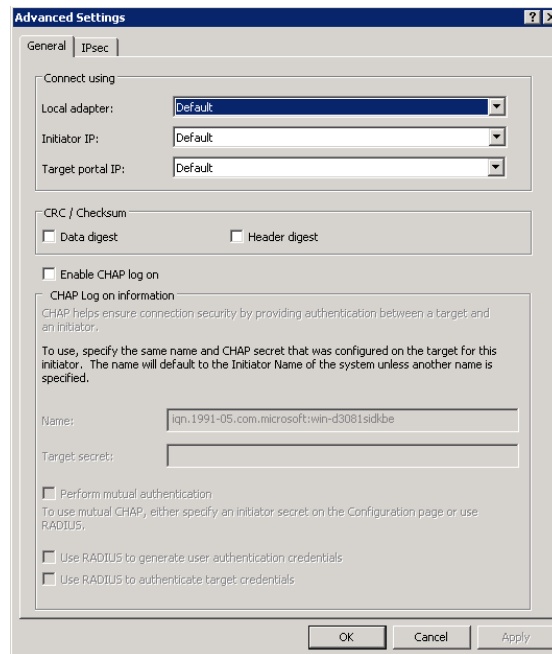 Advanced Settings
General
IPsec
Connect using
Local adapter:
Default
Initiator IP:
Default
Target portal IP:
Default
CRC / Checksum
Data digest
Header digest
Enable CHAP log on
CHAP Log on information
CHAP helps ensure connection security by providing authentication between a target and
an initiator.
To use, specify the same name and CHAP secret that was configured on the target for this
initiator.  The name will default to the Initiator Name of the system unless another name is
specified.
Name:
iqn.1991-05.com.microsoft:win-d3081sidkbe
Target secret:
Perform mutual authentication
To use mutual CHAP, either specify an initiator secret on the Configuration page or use
RADIUS.
Use RADIUS to generate user authentication credentials
Use RADIUS to authenticate target credentials
OK
Cancel
Apply